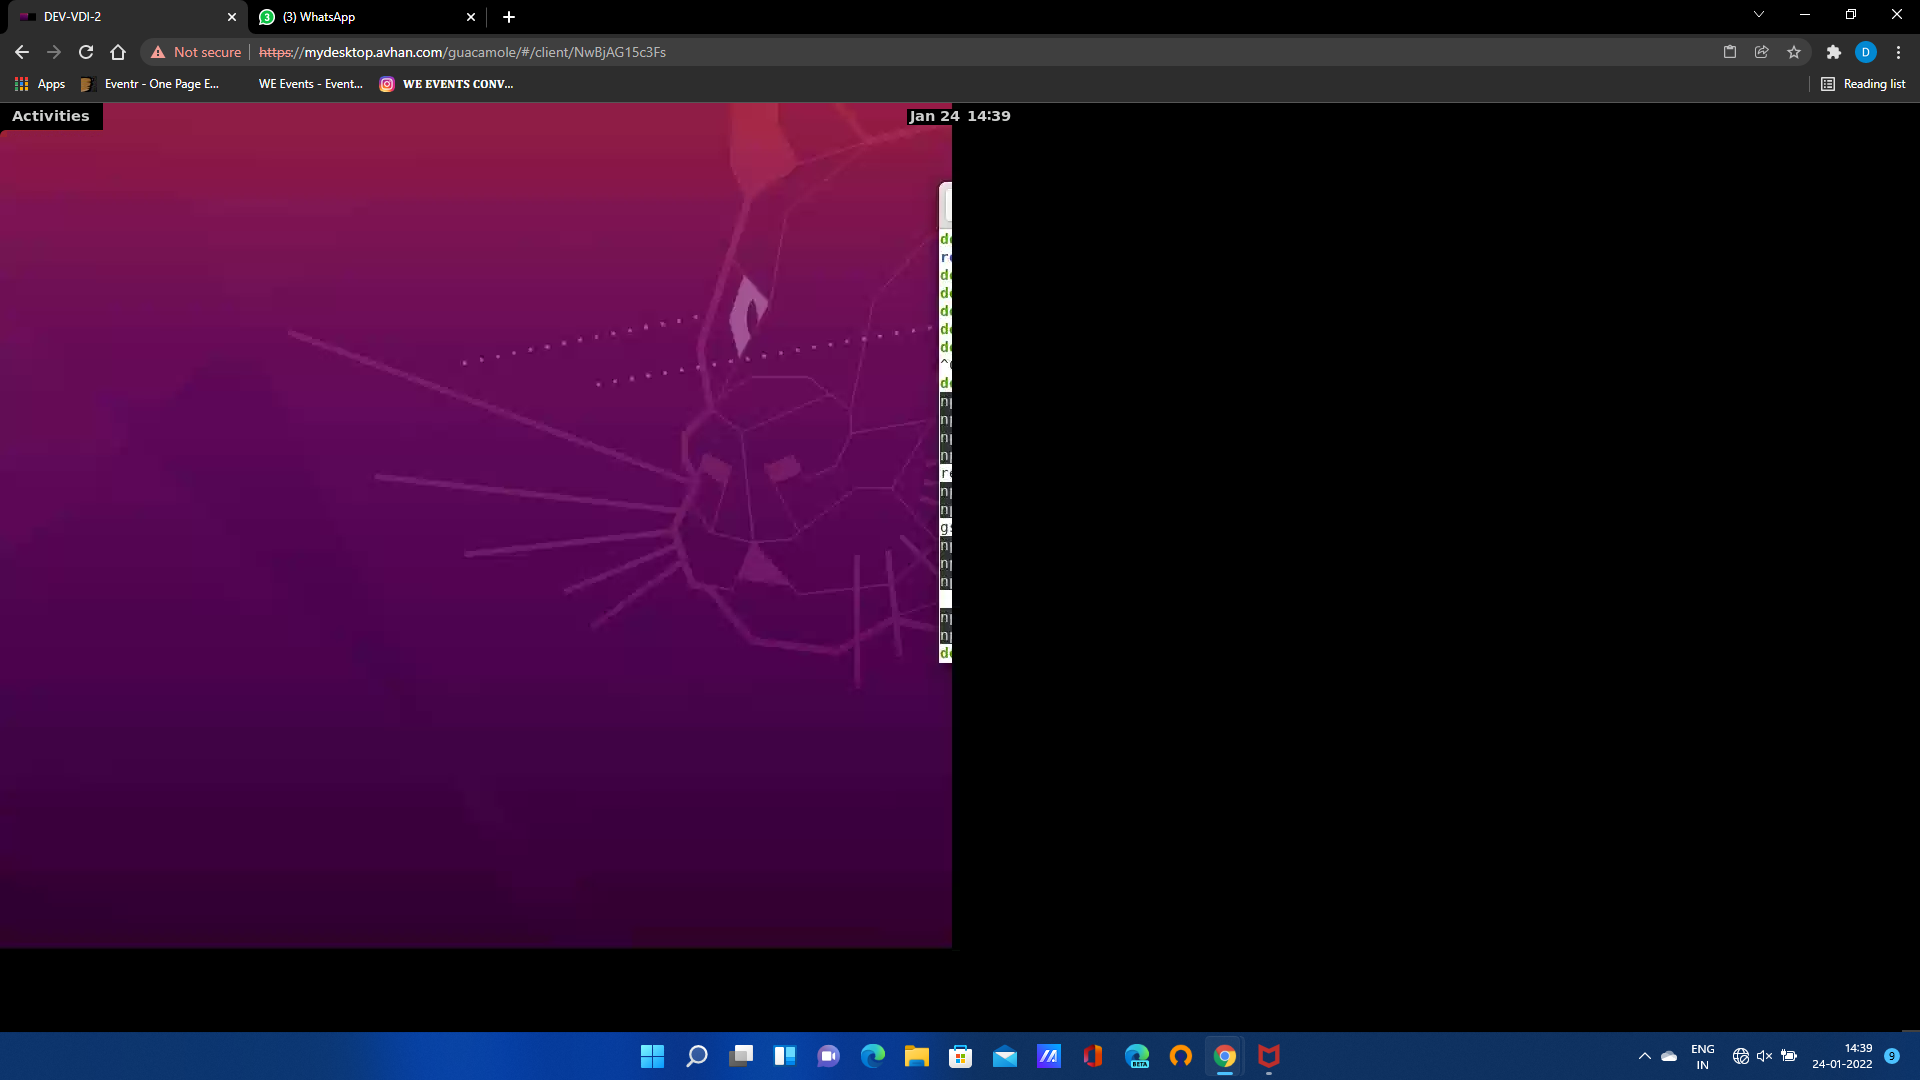 DEV-VDI-2
(3) WhatsApp
Not secure
https://mydesktop.avhan.com/guacamole/#/client/NwBjAG15c3Fs
D
Apps
Eventr - One Page E...
WE Events - Event...
WE EVENTS CONV...
Reading list
Activities
Jan 24 14:39
ENG
IN
14:39
24-01-2022
9